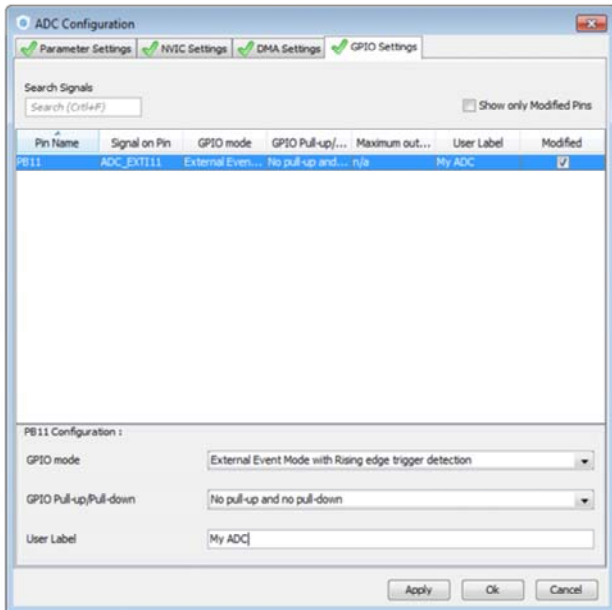 ADC Configuration
Parameter Settings NVIC Settings DMA Settings GPIO Settings
Search Signals
Search (Crtl+F) Show only Modified Pins
Pin Name Signal on Pin GPIO mode GPIO Pull-up/... Maximum out... User Label Modified
PB11 ADC_EXTI11 External Even... No pull-up and... n/a My ADC
PB11 Configuration :
GPIO mode External Event Mode with Rising edge trigger detection
GPIO Pull-up/Pull-down No pull-up and no pull-down
User Label My ADC
Apply Ok Cancel